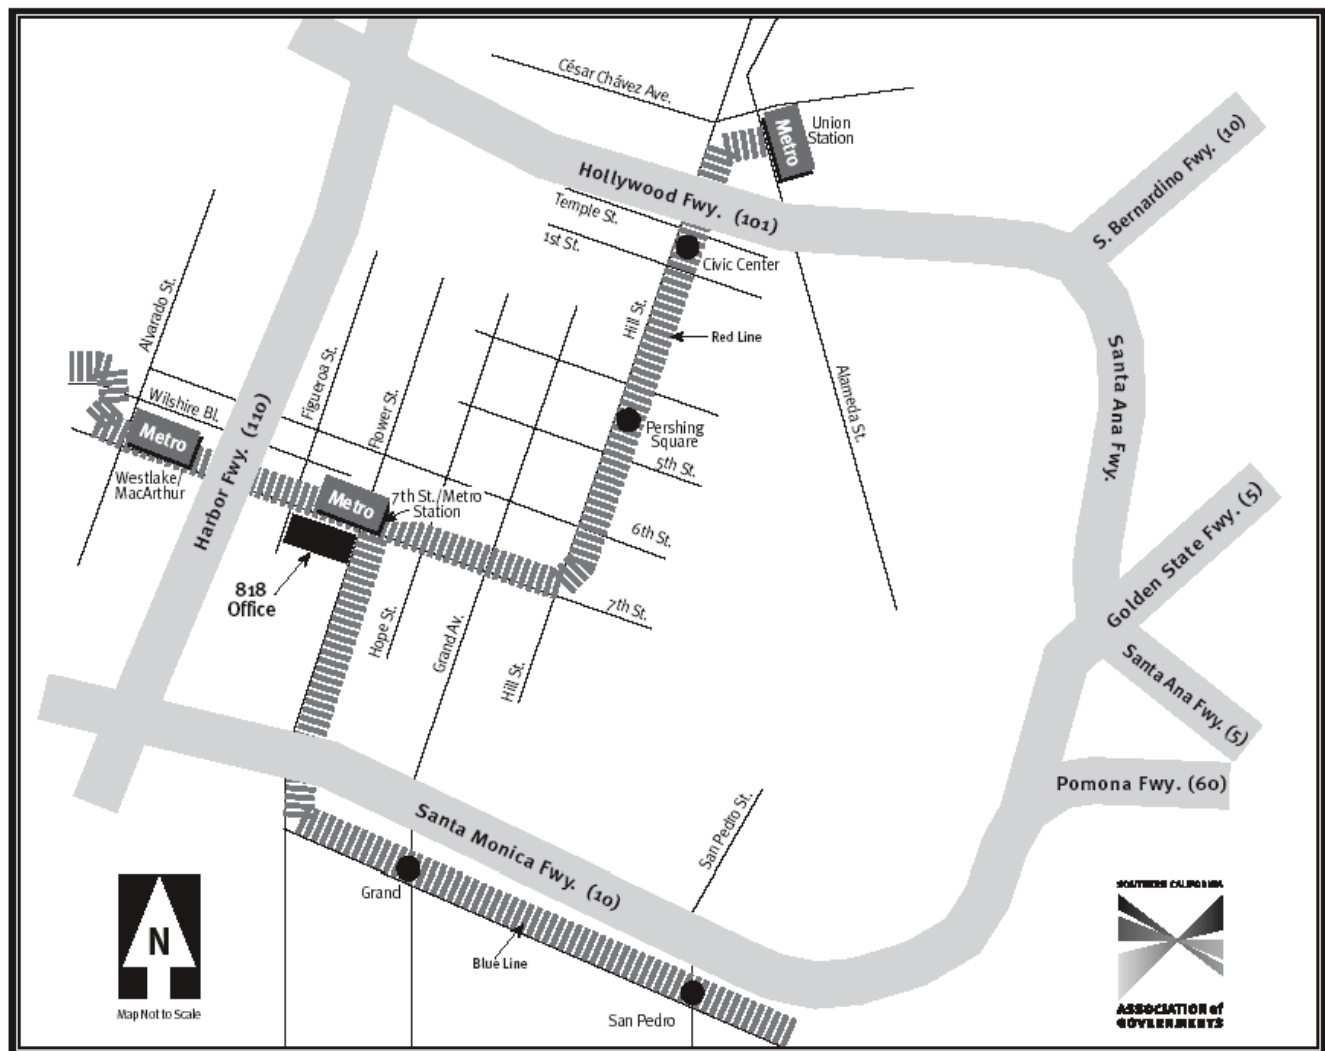 César Chávez Ave.
Metro
Union
Station
S. Bernardino Fwy. (10)
Hollywood Fwy. (101)
Temple St.
1st St.
Civic Center
Alvarado St.
Hill St.
Red Line
Figueroa St.
Flower St.
Santa Ana Fwy.
Alameda St.
Wilshire Bl.
Metro
Westlake/
MacArthur
Harbor Fwy. (110)
Pershing
Square
5th St.
Metro
7th St./Metro
Station
6th St.
Golden State Fwy. (5)
818
Office
7th St.
Hope St.
Grand Av.
Hill St.
Santa Ana Fwy. (5)
Pomona Fwy. (60)
Santa Monica Fwy. (10)
San Pedro St.
Grand
Blue Line
San Pedro
N
Map Not to Scale
SOUTHERN CALIFORNIA
ASSOCIATION of
GOVERNMENTS